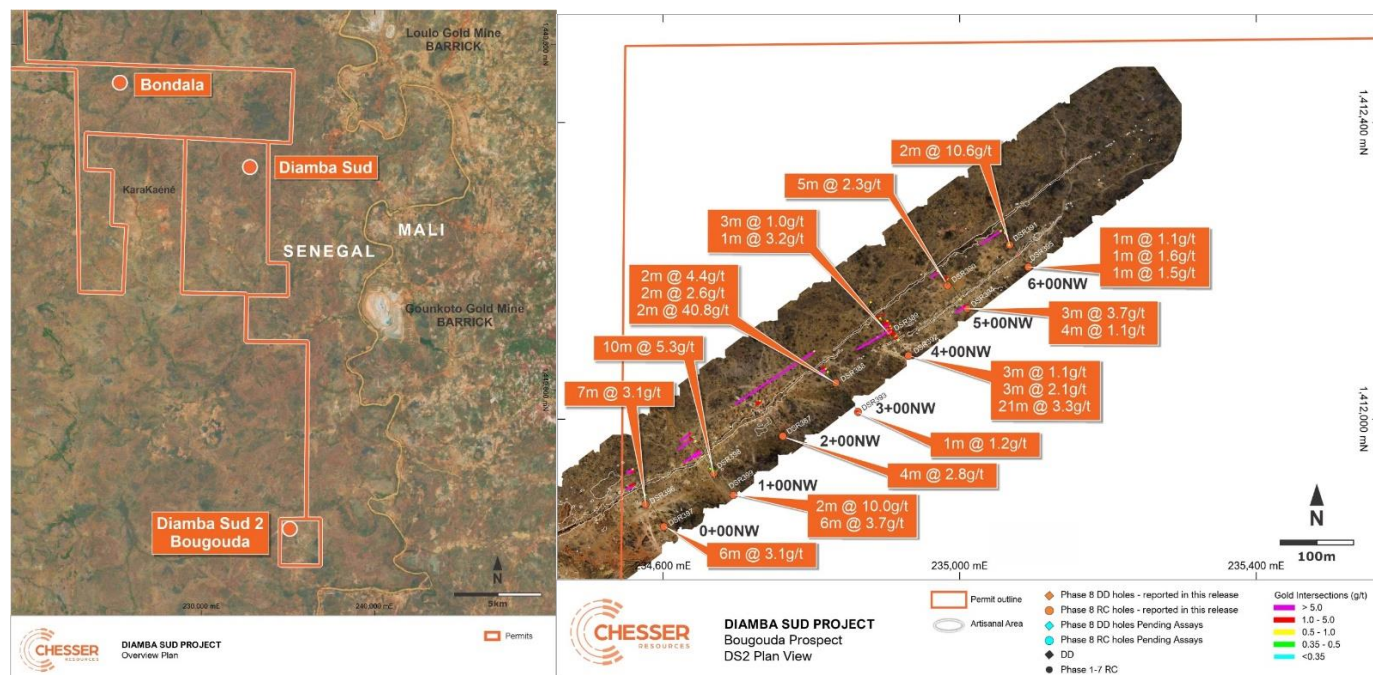 Loulo Gold Mine
BARRICK
Bondala
Diamba Sud
KaraKaené
MALI
SENEGAL
Gounkoto Gold Mine
BARRICK
Diamba Sud 2
Bougouda
230,000 mE
240,000 mE
N
5km
CHESSER
RESOURCES
DIAMBA SUD PROJECT
Overview Plan
Permits
1,412,400 mN
2m @ 10.6g/t
5m @ 2.3g/t
3m @ 1.0g/t
1m @ 3.2g/t
2m @ 4.4g/t
2m @ 2.6g/t
2m @ 40.8g/t
10m @ 5.3g/t
7m @ 3.1g/t
DSR391
DSR395
1m @ 1.1g/t
1m @ 1.6g/t
1m @ 1.5g/t
6+00NW
5+00NW
3m @ 3.7g/t
4m @ 1.1g/t
4+00NW
DSR382
3m @ 1.1g/t
3m @ 2.1g/t
21m @ 3.3g/t
DSR393
3+00NW
1,412,000 mN
1m @ 1.2g/t
DSR387
2+00NW
4m @ 2.8g/t
DSR398
DSR399
1+00NW
2m @ 10.0g/t
6m @ 3.7g/t
DSR396
DSR397
0+00NW
6m @ 3.1g/t
N
100m
234,600 mE
235,000 mE
235,400 mE
CHESSER
RESOURCES
DIAMBA SUD PROJECT
Bougouda Prospect
DS2 Plan View
Permit outline
Artisanal Area
Phase 8 DD holes - reported in this release
Phase 8 RC holes - reported in this release
Phase 8 DD holes Pending Assays
Phase 8 RC holes Pending Assays
DD
Phase 1-7 RC
Gold Intersections (g/t)
> 5.0
1.0 - 5.0
0.5 - 1.0
0.35 - 0.5
<0.35